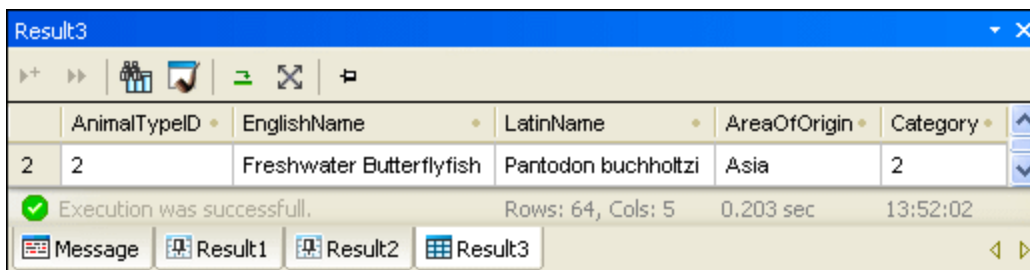 Result3
AnimalTypeID EnglishName LatinName AreaOfOrigin Category
2 2 Freshwater Butterflyfish Pantodon buchholtzi Asia 2
Execution was successfull. Rows: 64, Cols: 5 0.203 sec 13:52:02
Message Result1 Result2 Result3